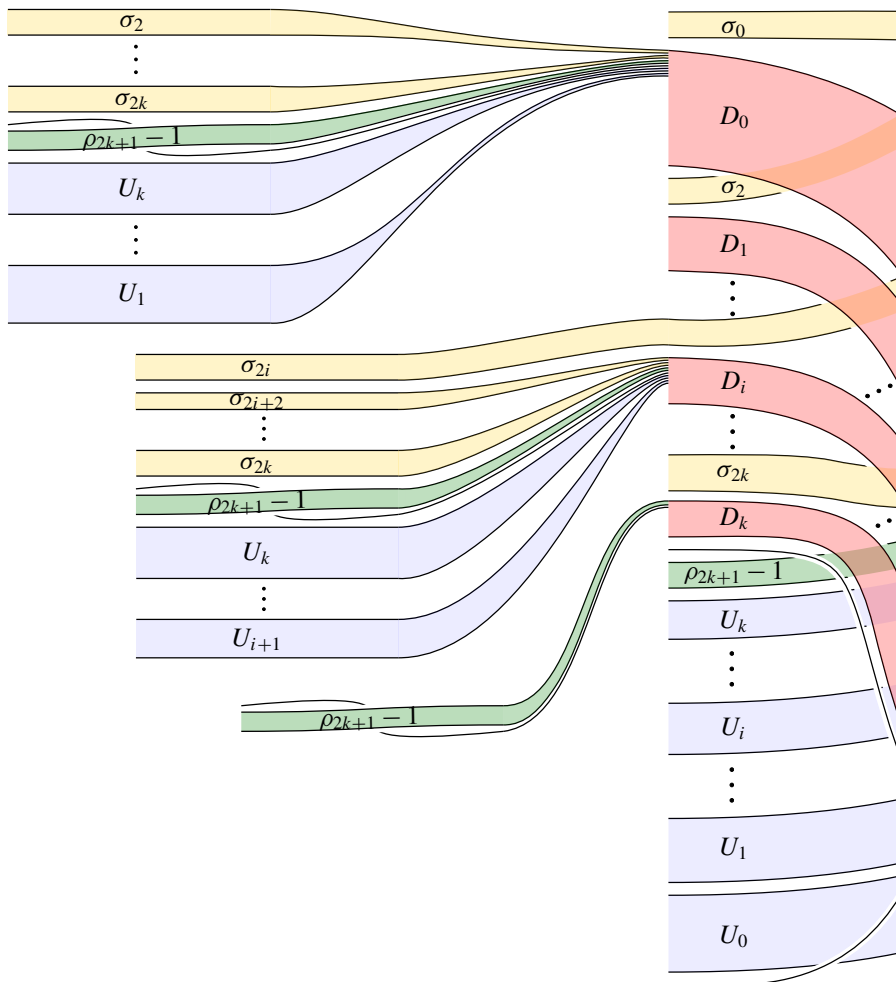 σ₂
σ₂ₖ
ρ₂ₖ₊₁ − 1
Uₖ
U₁
σ₂ᵢ
σ₂ᵢ₊₂
σ₂ₖ
ρ₂ₖ₊₁ − 1
Uₖ
Uᵢ₊₁
ρ₂ₖ₊₁ − 1
σ₀
D₀
σ₂
D₁
Dᵢ
σ₂ₖ
Dₖ
ρ₂ₖ₊₁ − 1
Uₖ
Uᵢ
U₁
U₀